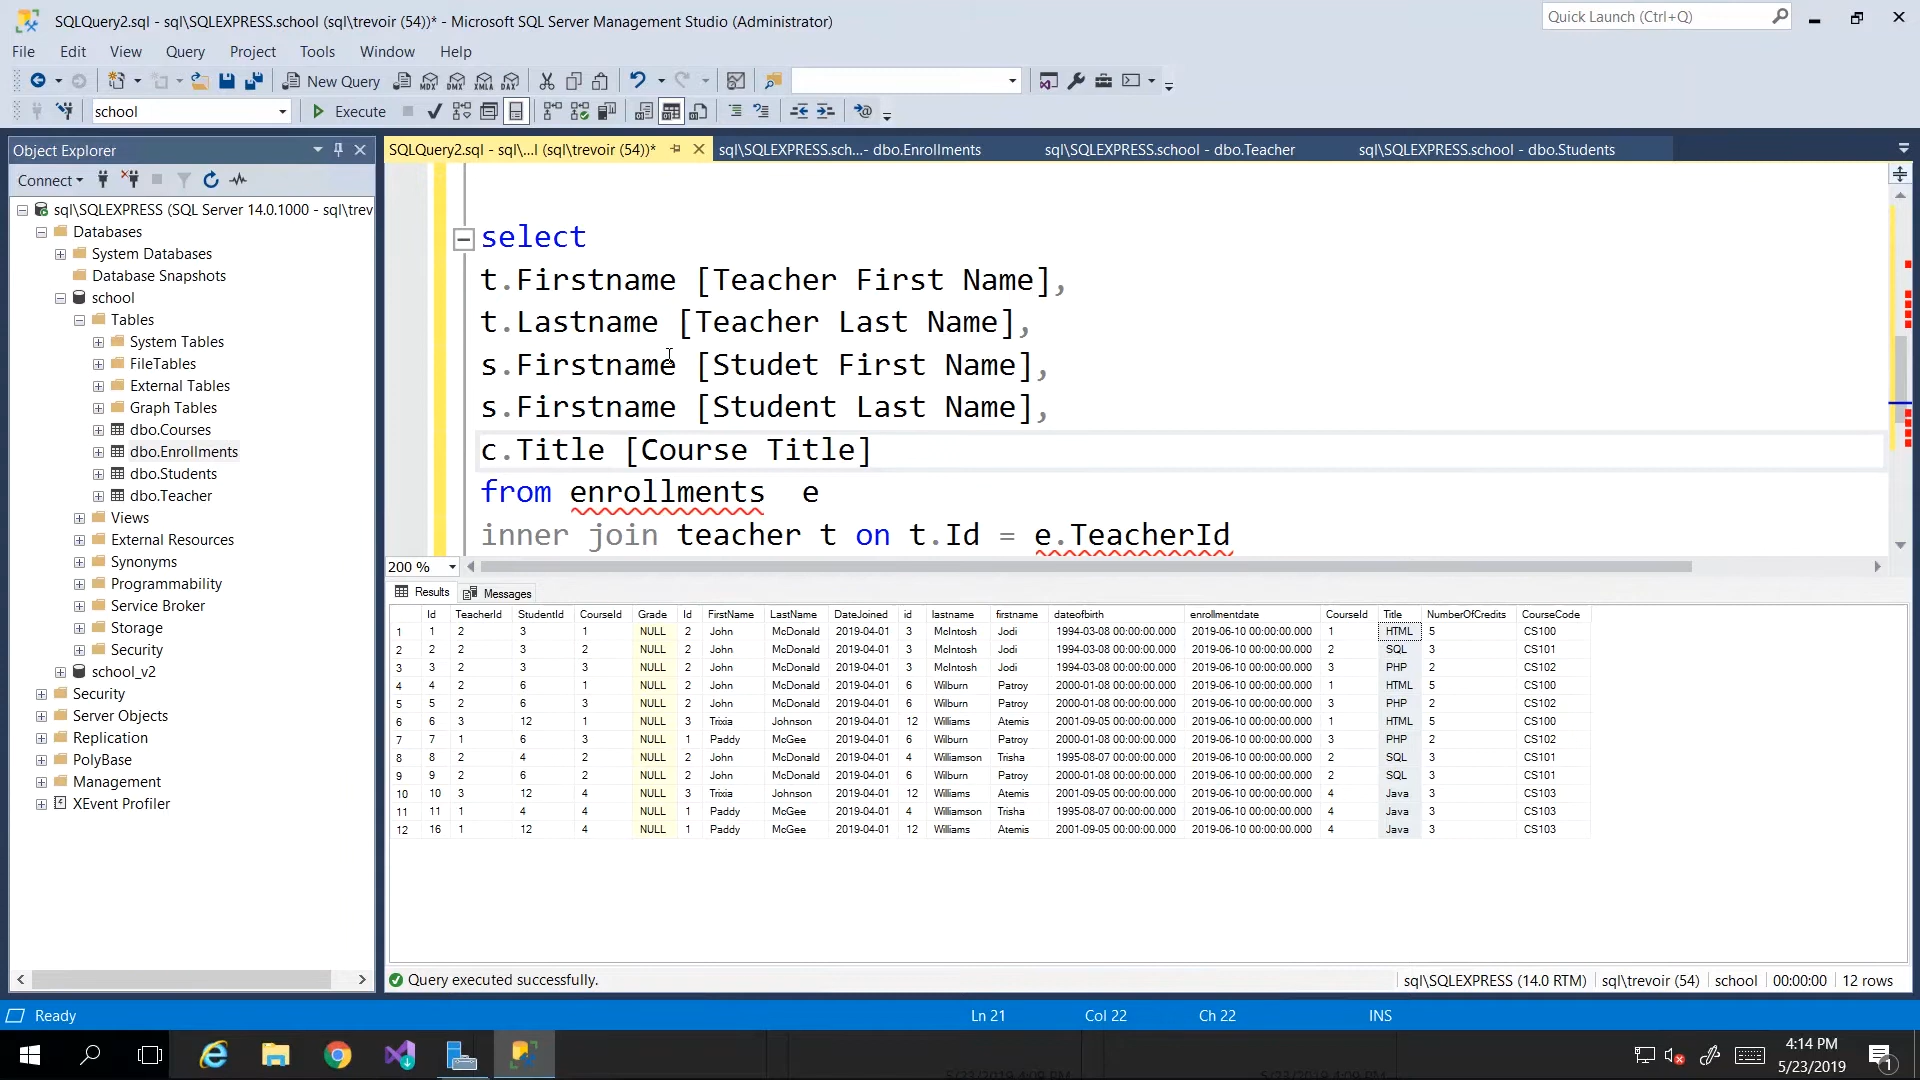 SQLQuery2.sql - sql\SQLEXPRESS.school (sql\trevoir (54))* - Microsoft SQL Server Management Studio (Administrator)
Quick Launch (Ctrl+Q)
File Edit View Query Project Tools Window Help
New Query
MDX DMX XMLA DAX
school
Execute
Object Explorer
SQLQuery2.sql - sql\...l (sql\trevoir (54))*
sql\SQLEXPRESS.sch...- dbo.Enrollments
sql\SQLEXPRESS.school - dbo.Teacher
sql\SQLEXPRESS.school - dbo.Students
Connect
sql\SQLEXPRESS (SQL Server 14.0.1000 - sql\trev
Databases
System Databases
Database Snapshots
school
Tables
System Tables
FileTables
External Tables
Graph Tables
dbo.Courses
dbo.Enrollments
dbo.Students
dbo.Teacher
Views
External Resources
Synonyms
Programmability
Service Broker
Storage
Security
school_v2
Security
Server Objects
Replication
PolyBase
Management
XEvent Profiler
select
t.Firstname [Teacher First Name],
t.Lastname [Teacher Last Name],
s.Firstname [Studet First Name],
s.Firstname [Student Last Name],
c.Title [Course Title]
from enrollments  e
inner join teacher t on t.Id = e.TeacherId
200 %
Results Messages
Id TeacherId StudentId CourseId Grade Id FirstName LastName DateJoined id lastname firstname dateofbirth enrollmentdate CourseId Title NumberOfCredits CourseCode
1 1 2 3 1 NULL 2 John McDonald 2019-04-01 3 McIntosh Jodi 1994-03-08 00:00:00.000 2019-06-10 00:00:00.000 1 HTML 5 CS100
2 2 2 3 2 NULL 2 John McDonald 2019-04-01 3 McIntosh Jodi 1994-03-08 00:00:00.000 2019-06-10 00:00:00.000 2 SQL 3 CS101
3 3 2 3 3 NULL 2 John McDonald 2019-04-01 3 McIntosh Jodi 1994-03-08 00:00:00.000 2019-06-10 00:00:00.000 3 PHP 2 CS102
4 4 2 6 1 NULL 2 John McDonald 2019-04-01 6 Wilburn Patroy 2000-01-08 00:00:00.000 2019-06-10 00:00:00.000 1 HTML 5 CS100
5 5 2 6 3 NULL 2 John McDonald 2019-04-01 6 Wilburn Patroy 2000-01-08 00:00:00.000 2019-06-10 00:00:00.000 3 PHP 2 CS102
6 6 3 12 1 NULL 3 Trixia Johnson 2019-04-01 12 Williams Atemis 2001-09-05 00:00:00.000 2019-06-10 00:00:00.000 1 HTML 5 CS100
7 7 1 6 3 NULL 1 Paddy McGee 2019-04-01 6 Wilburn Patroy 2000-01-08 00:00:00.000 2019-06-10 00:00:00.000 3 PHP 2 CS102
8 8 2 4 2 NULL 2 John McDonald 2019-04-01 4 Williamson Trisha 1995-08-07 00:00:00.000 2019-06-10 00:00:00.000 2 SQL 3 CS101
9 9 2 6 2 NULL 2 John McDonald 2019-04-01 6 Wilburn Patroy 2000-01-08 00:00:00.000 2019-06-10 00:00:00.000 2 SQL 3 CS101
10 10 3 12 4 NULL 3 Trixia Johnson 2019-04-01 12 Williams Atemis 2001-09-05 00:00:00.000 2019-06-10 00:00:00.000 4 Java 3 CS103
11 11 1 4 4 NULL 1 Paddy McGee 2019-04-01 4 Williamson Trisha 1995-08-07 00:00:00.000 2019-06-10 00:00:00.000 4 Java 3 CS103
12 16 1 12 4 NULL 1 Paddy McGee 2019-04-01 12 Williams Atemis 2001-09-05 00:00:00.000 2019-06-10 00:00:00.000 4 Java 3 CS103
Query executed successfully.
sql\SQLEXPRESS (14.0 RTM) sql\trevoir (54) school 00:00:00 12 rows
Ready
Ln 21 Col 22 Ch 22 INS
4:14 PM
5/23/2019
1